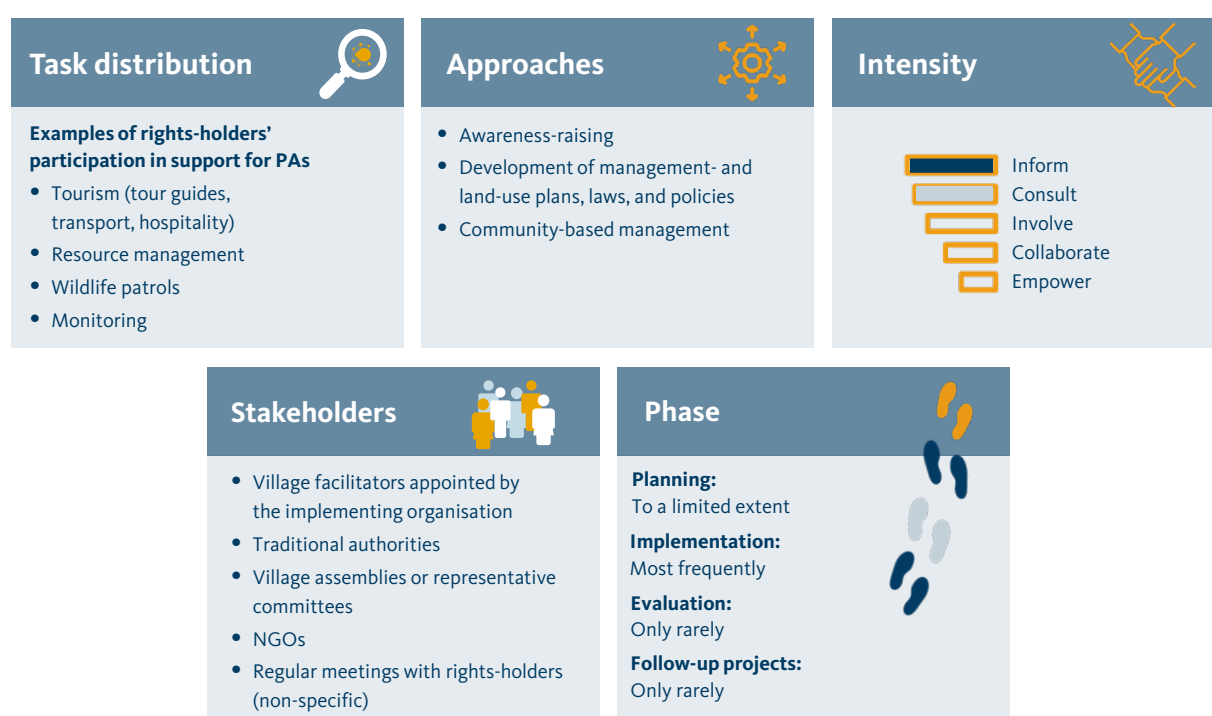 Task distribution
Examples of rights-holders’
participation in support for PAs
• Tourism (tour guides,
transport, hospitality)
• Resource management
• Wildlife patrols
• Monitoring
Approaches
• Awareness-raising
• Development of management- and
land-use plans, laws, and policies
• Community-based management
Intensity
Inform
Consult
Involve
Collaborate
Empower
Stakeholders
• Village facilitators appointed by
the implementing organisation
• Traditional authorities
• Village assemblies or representative
committees
• NGOs
• Regular meetings with rights-holders
(non-specific)
Phase
Planning:
To a limited extent
Implementation:
Most frequently
Evaluation:
Only rarely
Follow-up projects:
Only rarely